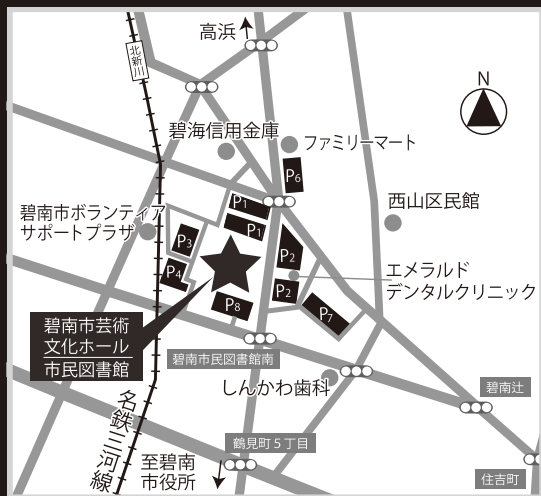 高浜
北新川
N
碧海信用金庫
ファミリーマート
P6
P1
P1
西山区民館
碧南市ボランティア
サポートプラザ
P3
P2
P4
エメラルド
デンタルクリニック
P2
P8
P7
碧南市芸術
文化ホール
市民図書館
碧南市民図書館南
しんかわ歯科
碧南辻
名鉄三河線
鶴見町5丁目
至碧南
市役所
住吉町